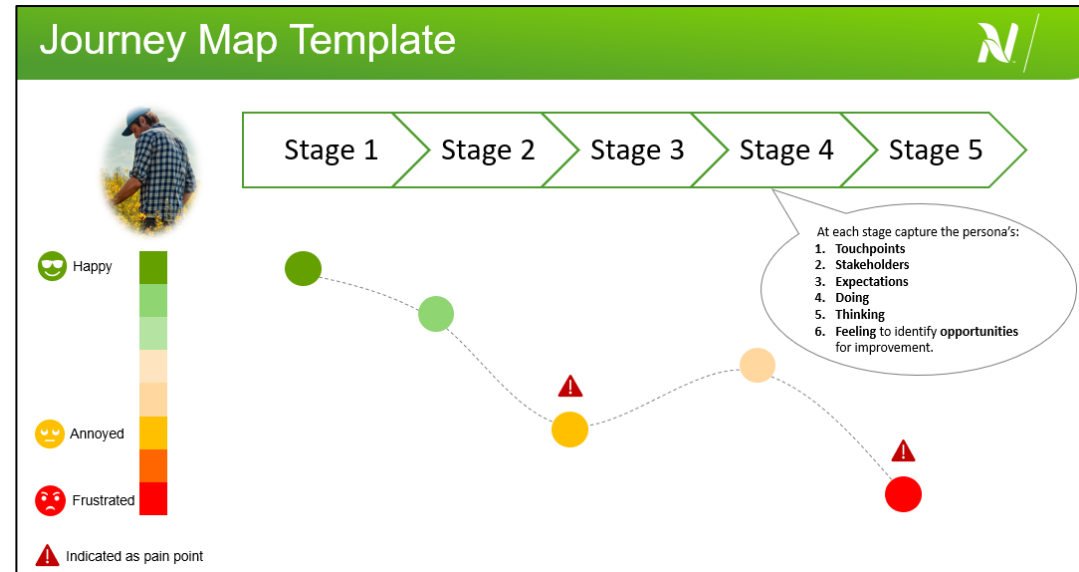 Journey Map Template
Stage 1
Stage 2
Stage 3
Stage 4
Stage 5
At each stage capture the persona's:
1. Touchpoints
2. Stakeholders
3. Expectations
4. Doing
5. Thinking
6. Feeling to identify opportunities
for improvement.
Happy
Annoyed
Frustrated
Indicated as pain point